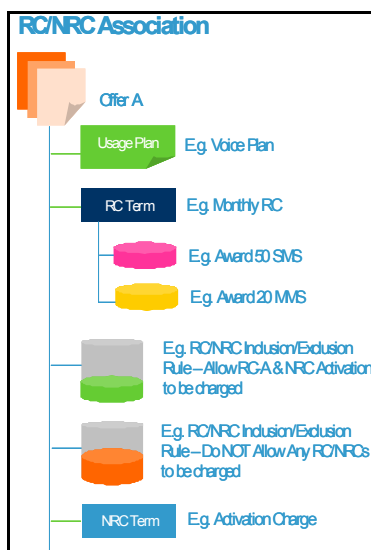 RC/NRC Association
Offer A
Usage Plan
E.g. Voice Plan
RC Term
E.g. Monthly RC
E.g. Award 50 SMS
E.g. Award 20 MMS
E.g. RC/NRC Inclusion/Exclusion
Rule – Allow RC-A & NRC Activation
to be charged
E.g. RC/NRC Inclusion/Exclusion
Rule – Do NOT Allow Any RC/NRCs
to be charged
NRC Term
E.g. Activation Charge